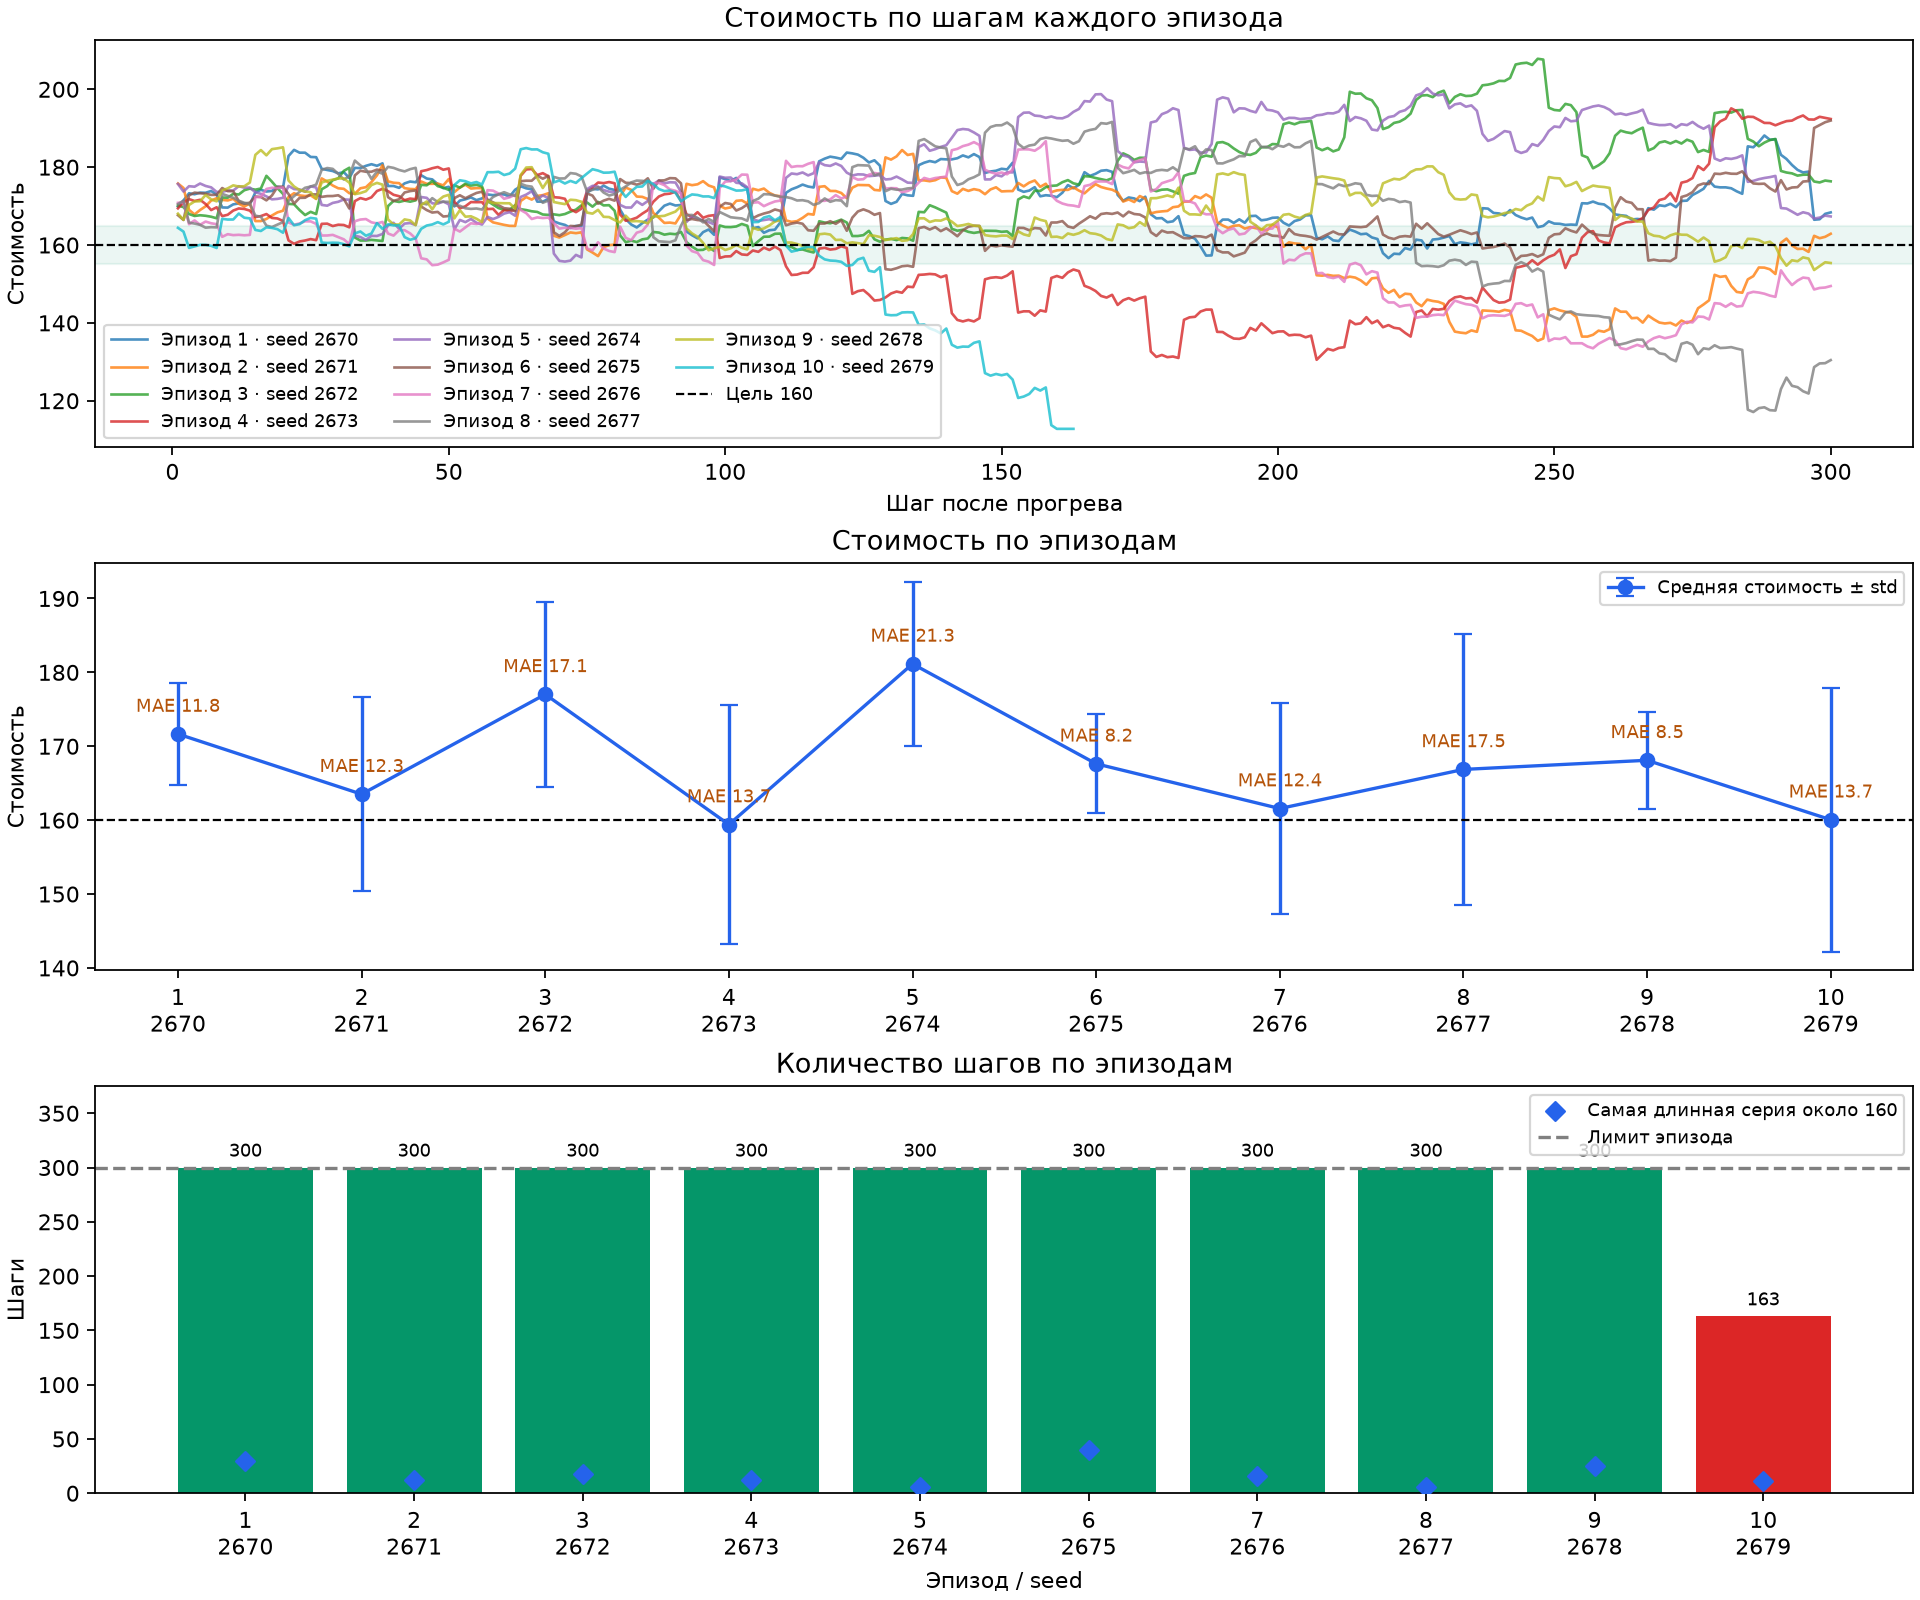 Стоимость по шагам каждого эпизода
Стоимость
200
180
160
140
120
Эпизод 1 · seed 2670
Эпизод 2 · seed 2671
Эпизод 3 · seed 2672
Эпизод 4 · seed 2673
Эпизод 5 · seed 2674
Эпизод 6 · seed 2675
Эпизод 7 · seed 2676
Эпизод 8 · seed 2677
Эпизод 9 · seed 2678
Эпизод 10 · seed 2679
Цель 160
0 50 100 150 200 250 300
Шаг после прогрева
Стоимость по эпизодам
Стоимость
190
180
170
160
150
140
Средняя стоимость ± std
MAE 11.8
MAE 12.3
MAE 17.1
MAE 13.7
MAE 21.3
MAE 8.2
MAE 12.4
MAE 17.5
MAE 8.5
MAE 13.7
1 2 3 4 5 6 7 8 9 10
2670 2671 2672 2673 2674 2675 2676 2677 2678 2679
Количество шагов по эпизодам
Шаги
350
300
250
200
150
100
50
0
Самая длинная серия около 160
Лимит эпизода
300 300 300 300 300 300 300 300 300
163
1 2 3 4 5 6 7 8 9 10
2670 2671 2672 2673 2674 2675 2676 2677 2678 2679
Эпизод / seed